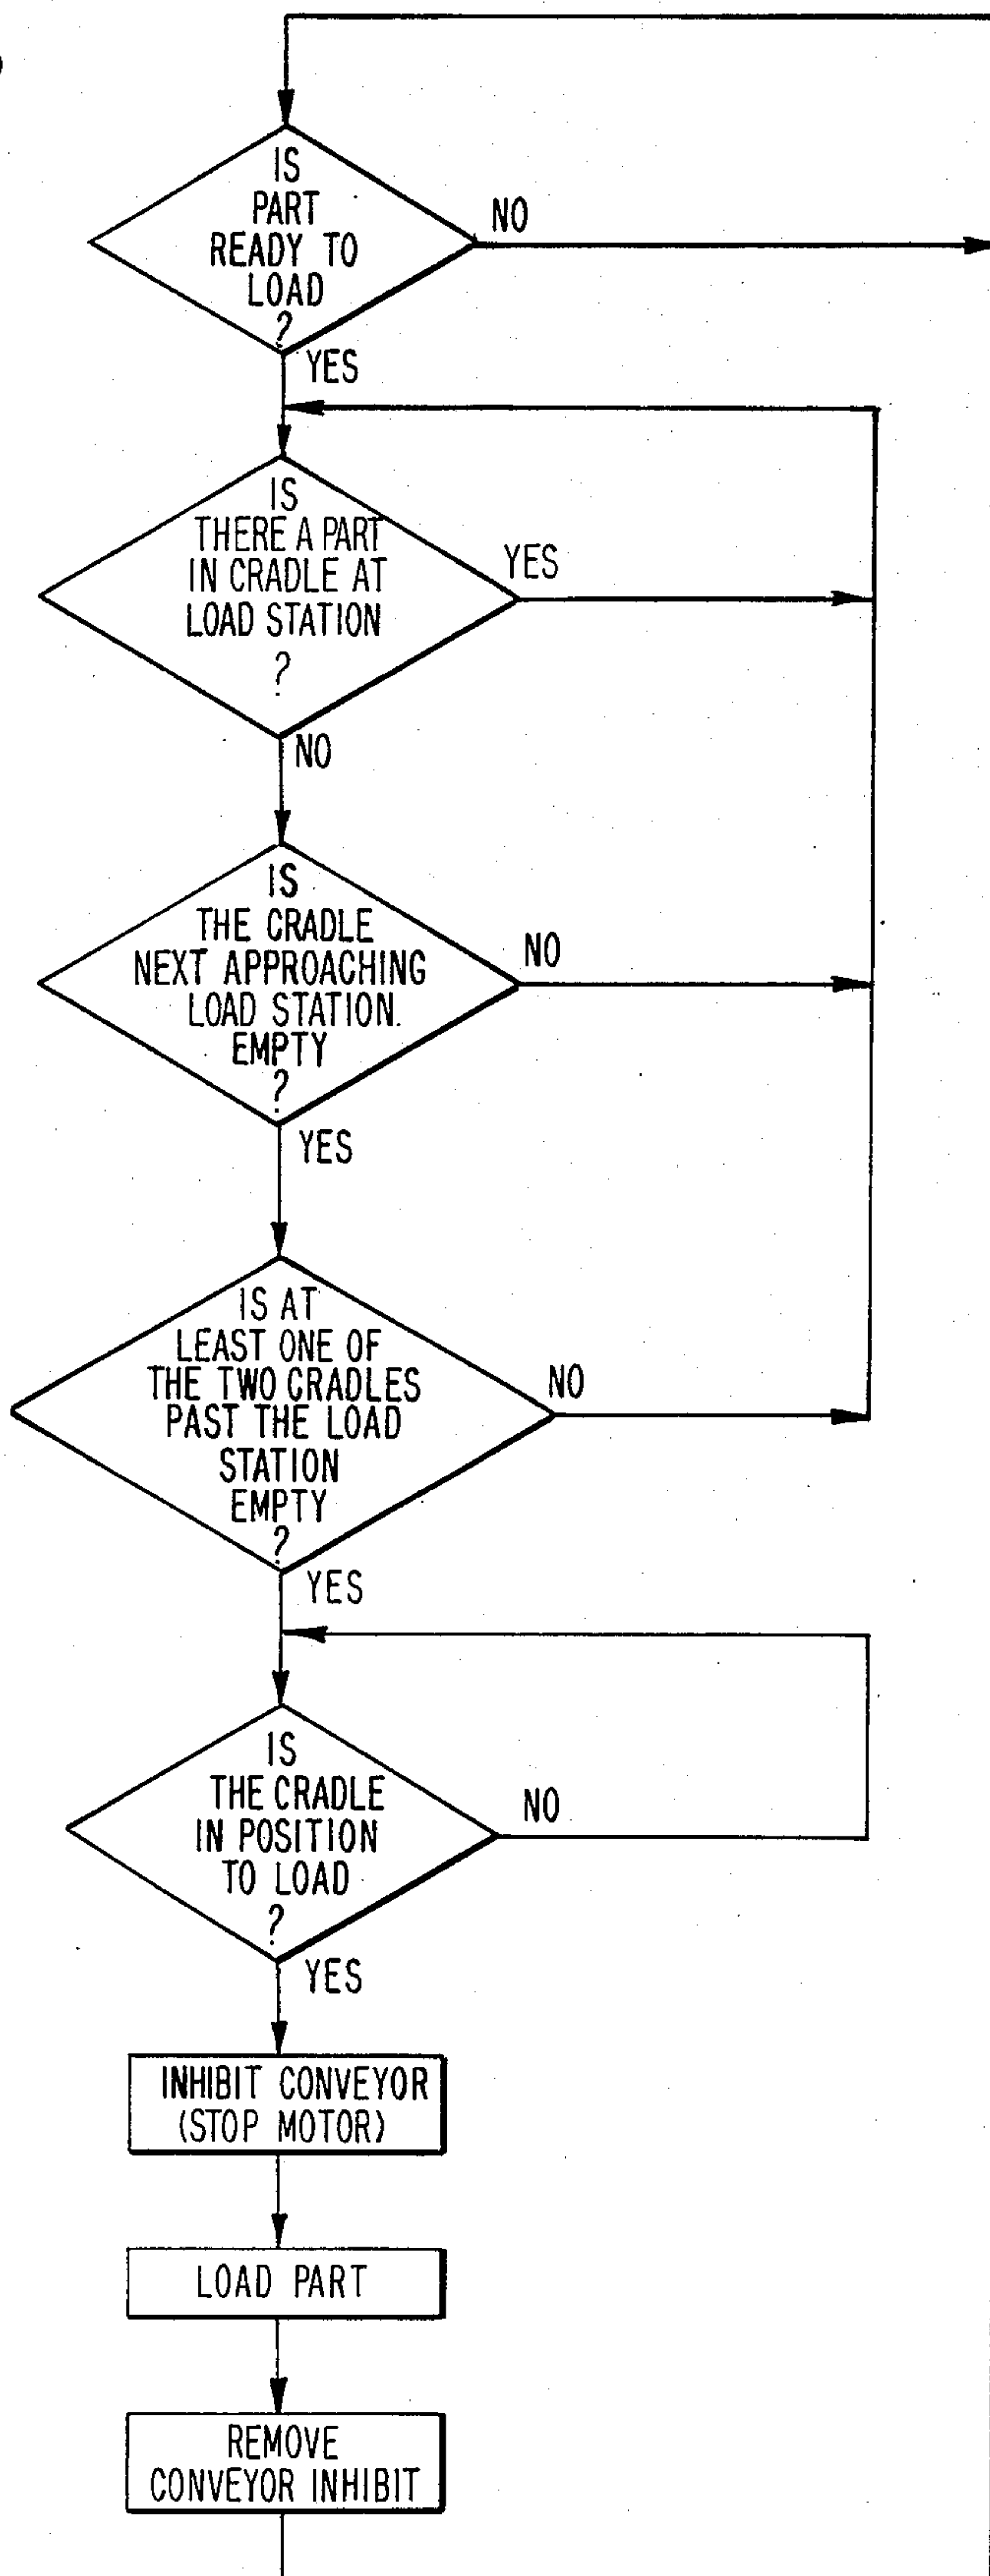 IS
PART
READY TO
LOAD
?
NO
YES
IS
THERE A PART
IN CRADLE AT
LOAD STATION
?
YES
NO
IS
THE CRADLE
NEXT APPROACHING
LOAD STATION
EMPTY
?
NO
YES
IS AT
LEAST ONE OF
THE TWO CRADLES
PAST THE LOAD
STATION
EMPTY
?
NO
YES
IS
THE CRADLE
IN POSITION
TO LOAD
?
NO
YES
INHIBIT CONVEYOR
(STOP MOTOR)
LOAD PART
REMOVE
CONVEYOR INHIBIT